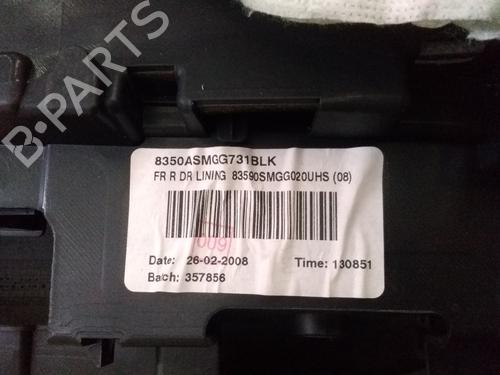 B-PARTS
8350ASMGG731BLK
FR R DR LINING 83590SMGG020UHS (08)
Date: 26-02-2008 Time: 130851
Bach: 357856